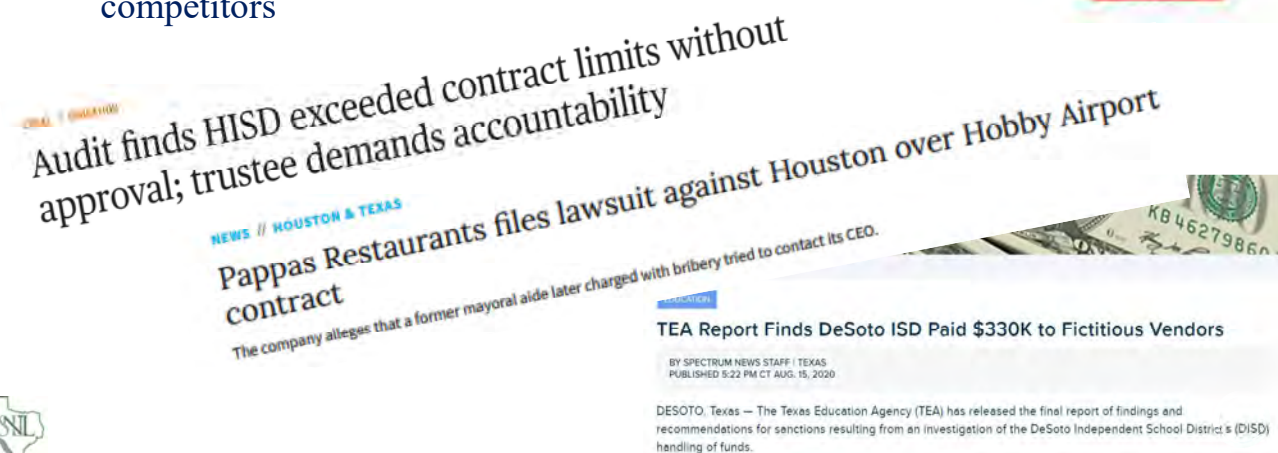 competitors
Audit finds HISD exceeded contract limits without
approval; trustee demands accountability
NEWS // HOUSTON & TEXAS
Pappas Restaurants files lawsuit against Houston over Hobby Airport
contract
The company alleges that a former mayoral aide later charged with bribery tried to contact its CEO.
KB 46279860
EDUCATION
TEA Report Finds DeSoto ISD Paid $330K to Fictitious Vendors
BY SPECTRUM NEWS STAFF | TEXAS
PUBLISHED 5:22 PM CT AUG. 15, 2020
DESOTO, Texas — The Texas Education Agency (TEA) has released the final report of findings and
recommendations for sanctions resulting from an investigation of the DeSoto Independent School District's (DISD)
handling of funds.